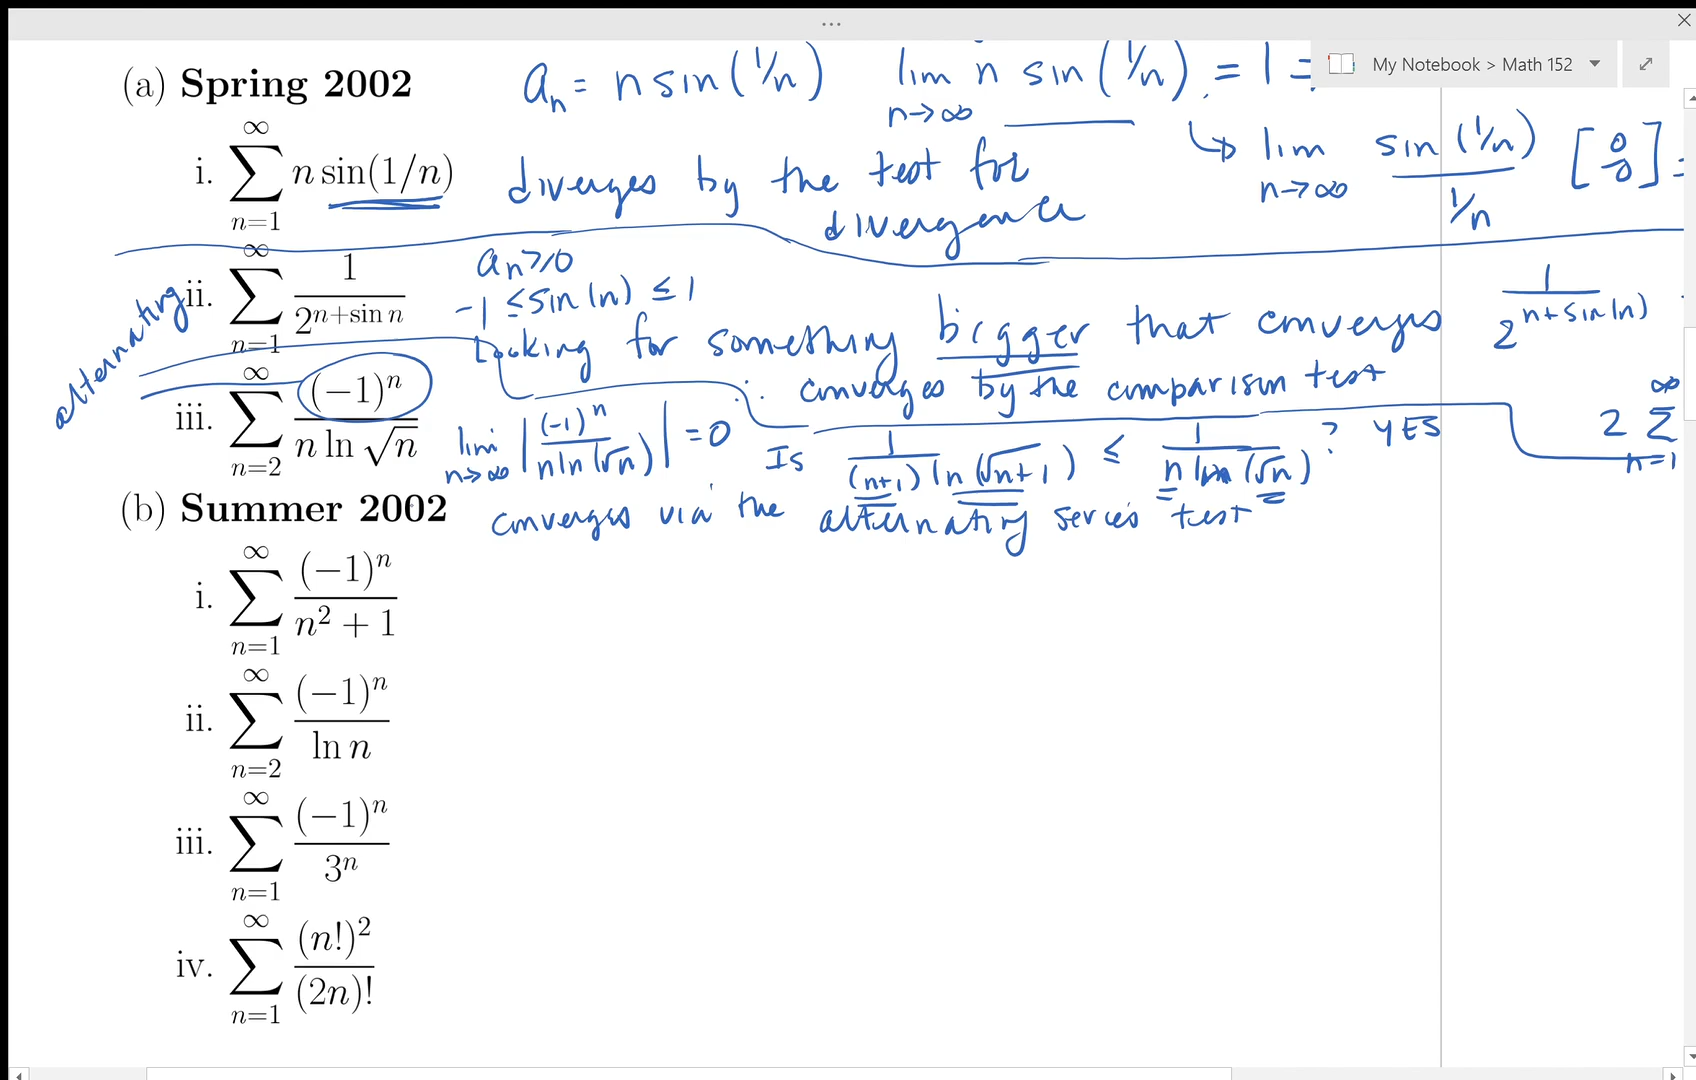 ...
My Notebook > Math 152
(a) Spring 2002 aₙ = n sin(1/n) lim n→∞ n sin(1/n) = 1 =
i. ∑_{n=1}^{∞} n sin(1/n) diverges by the test for divergence
↳ lim n→∞ sin(1/n) / (1/n) [0/0] =
ii. ∑_{n=1}^{∞} 1/2^{n+sin n} aₙ ≥ 0
-1 ≤ sin(n) ≤ 1
Looking for something bigger that converges 1/2^{n+sin(n)}
∴ converges by the comparison test
2 ∑_{n=1}^{∞}
alternating
iii. ∑_{n=2}^{∞} (−1)^n / (n ln √n) lim n→∞ |(-1)^n / (n ln(√n))| = 0 Is 1/((n+1) ln(√n+1)) ≤ 1/(n ln(√n)) ? YES
converges via the alternating series test
(b) Summer 2002
i. ∑_{n=1}^{∞} (−1)^n / (n² + 1)
ii. ∑_{n=2}^{∞} (−1)^n / ln n
iii. ∑_{n=1}^{∞} (−1)^n / 3^n
iv. ∑_{n=1}^{∞} (n!)² / (2n)!